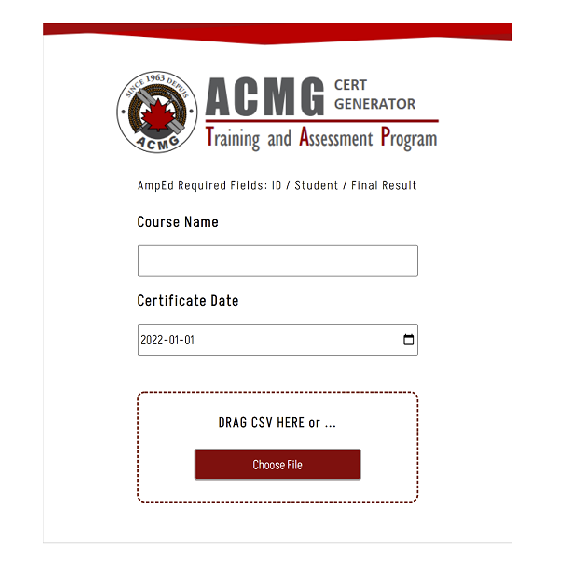 SINCE 1963 DEPUIS
ACMG
ACMG CERT GENERATOR
Training and Assessment Program
AmpEd Required Fields: ID / Student / Final Result
Course Name
Certificate Date
2022-01-01
DRAG CSV HERE or ...
Choose File